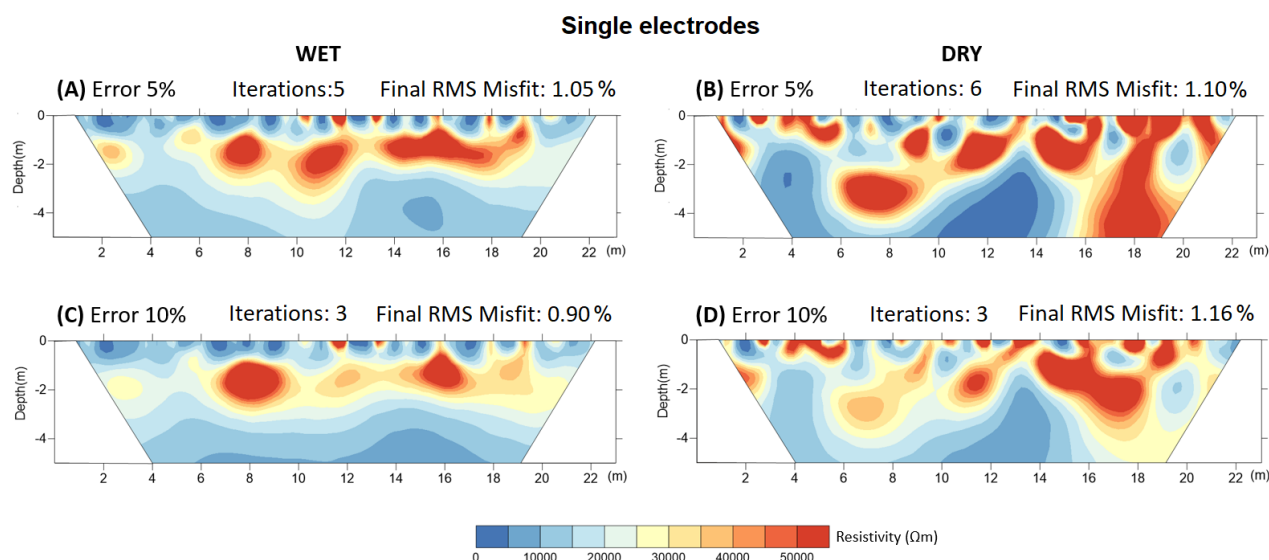 Single electrodes
WET
DRY
(A) Error 5% Iterations:5 Final RMS Misfit: 1.05 %
(B) Error 5% Iterations: 6 Final RMS Misfit: 1.10%
0
-2
-4
Depth(m)
2 4 6 8 10 12 14 16 18 20 22 (m)
0
-2
-4
Depth(m)
2 4 6 8 10 12 14 16 18 20 22 (m)
(C) Error 10% Iterations: 3 Final RMS Misfit: 0.90 %
(D) Error 10% Iterations: 3 Final RMS Misfit: 1.16 %
0
-2
-4
Depth(m)
2 4 6 8 10 12 14 16 18 20 22 (m)
0
-2
-4
Depth(m)
2 4 6 8 10 12 14 16 18 20 22 (m)
Resistivity (Ωm)
0 10000 20000 30000 40000 50000